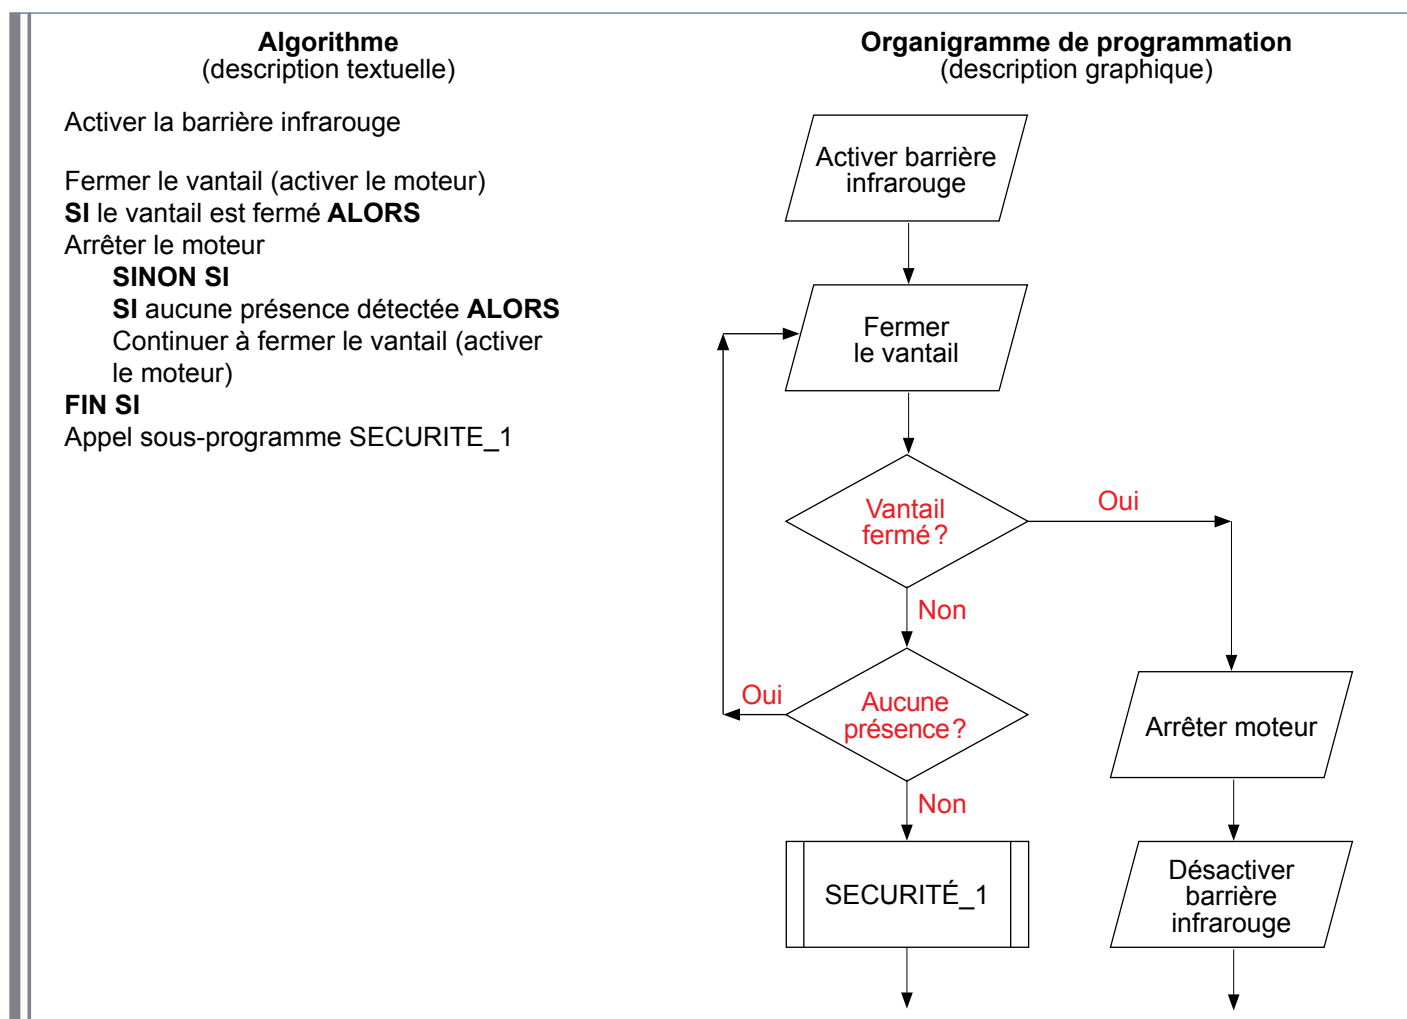 Algorithme
(description textuelle)
Activer la barrière infrarouge
Fermer le vantail (activer le moteur)
SI le vantail est fermé ALORS
Arrêter le moteur
SINON SI
SI aucune présence détectée ALORS
Continuer à fermer le vantail (activer
le moteur)
FIN SI
Appel sous-programme SECURITE_1
Organigramme de programmation
(description graphique)
Activer barrière
infrarouge
Fermer
le vantail
Vantail
fermé ?
Oui
Non
Aucune
présence ?
Oui
Non
SECURITÉ_1
Arrêter moteur
Désactiver
barrière
infrarouge